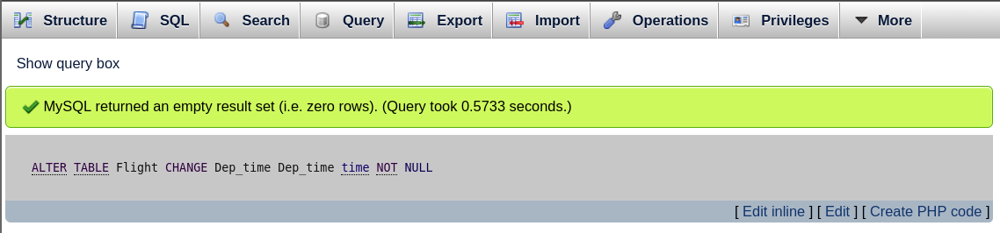 Structure SQL Search Query Export Import Operations Privileges More
Show query box
MySQL returned an empty result set (i.e. zero rows). (Query took 0.5733 seconds.)
ALTER TABLE Flight CHANGE Dep_time Dep_time time NOT NULL
[ Edit inline ] [ Edit ] [ Create PHP code ]